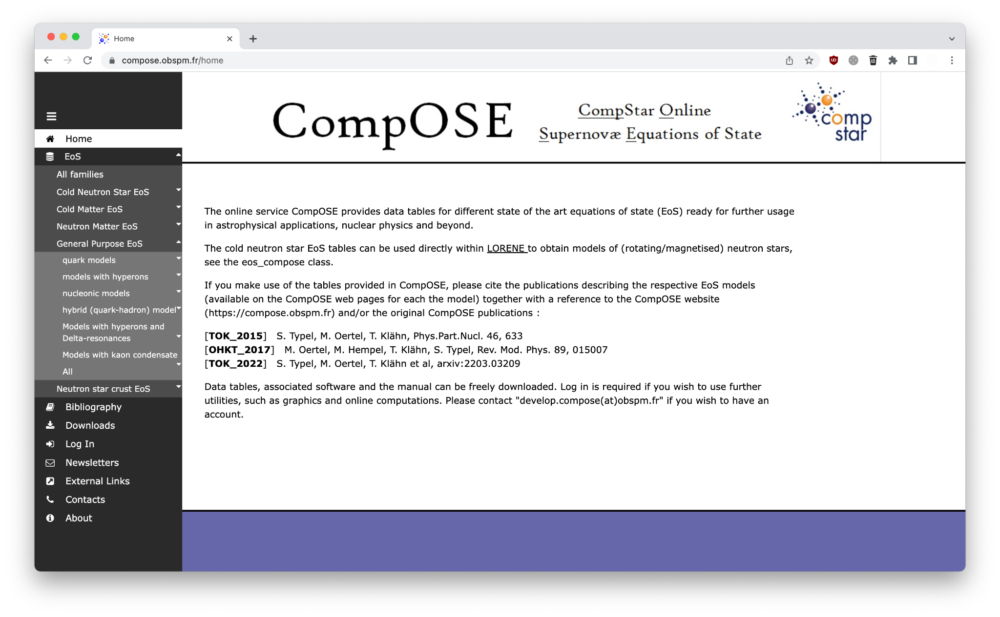 Home
compose.obspm.fr/home
Home
EoS
All families
Cold Neutron Star EoS
Cold Matter EoS
Neutron Matter EoS
General Purpose EoS
quark models
models with hyperons
nucleonic models
hybrid (quark-hadron) model
Models with hyperons and
Delta-resonances
Models with kaon condensate
All
Neutron star crust EoS
Bibliography
Downloads
Log In
Newsletters
External Links
Contacts
About
CompOSE
CompStar Online
Supernovæ Equations of State
comp
star
The online service CompOSE provides data tables for different state of the art equations of state (EoS) ready for further usage
in astrophysical applications, nuclear physics and beyond.
The cold neutron star EoS tables can be used directly within LORENE to obtain models of (rotating/magnetised) neutron stars,
see the eos_compose class.
If you make use of the tables provided in CompOSE, please cite the publications describing the respective EoS models
(available on the CompOSE web pages for each the model) together with a reference to the CompOSE website
(https://compose.obspm.fr) and/or the original CompOSE publications :
[TOK_2015] S. Typel, M. Oertel, T. Klähn, Phys.Part.Nucl. 46, 633
[OHKT_2017] M. Oertel, M. Hempel, T. Klähn, S. Typel, Rev. Mod. Phys. 89, 015007
[TOK_2022] S. Typel, M. Oertel, T. Klähn et al, arxiv:2203.03209
Data tables, associated software and the manual can be freely downloaded. Log in is required if you wish to use further
utilities, such as graphics and online computations. Please contact "develop.compose(at)obspm.fr" if you wish to have an
account.